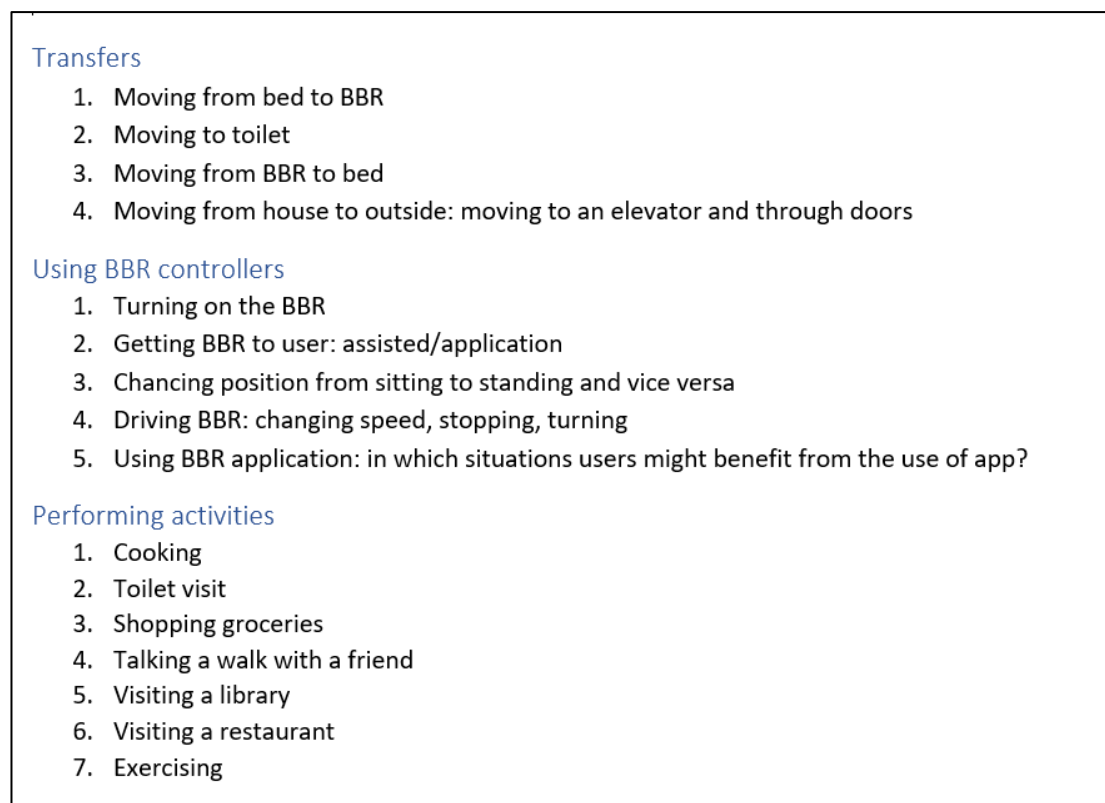 Transfers
1. Moving from bed to BBR
2. Moving to toilet
3. Moving from BBR to bed
4. Moving from house to outside: moving to an elevator and through doors
Using BBR controllers
1. Turning on the BBR
2. Getting BBR to user: assisted/application
3. Chancing position from sitting to standing and vice versa
4. Driving BBR: changing speed, stopping, turning
5. Using BBR application: in which situations users might benefit from the use of app?
Performing activities
1. Cooking
2. Toilet visit
3. Shopping groceries
4. Talking a walk with a friend
5. Visiting a library
6. Visiting a restaurant
7. Exercising